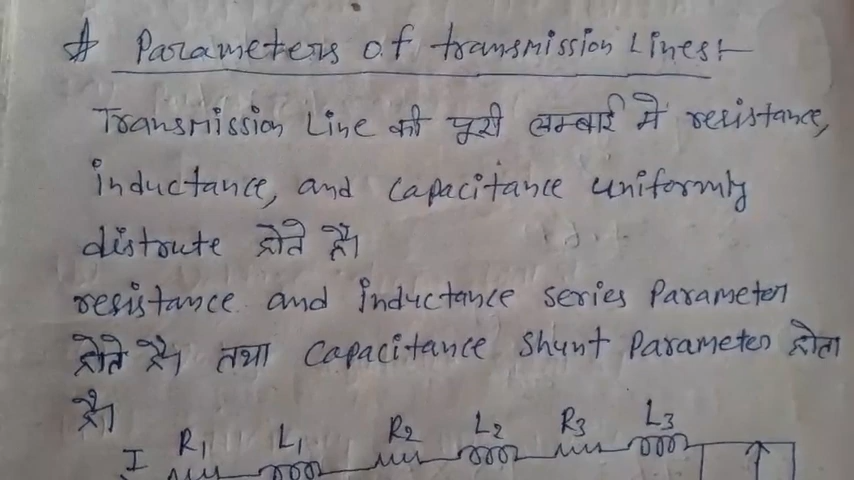 # Parameters of transmission Lines:-
Transmission Line की पूरी लम्बाई में resistance,
inductance, and capacitance uniformly
distrute होते है।
resistance and inductance series parameter
होते है। तथा capacitance shunt parameter होता
है।
I R1 L1 R2 L2 R3 L3